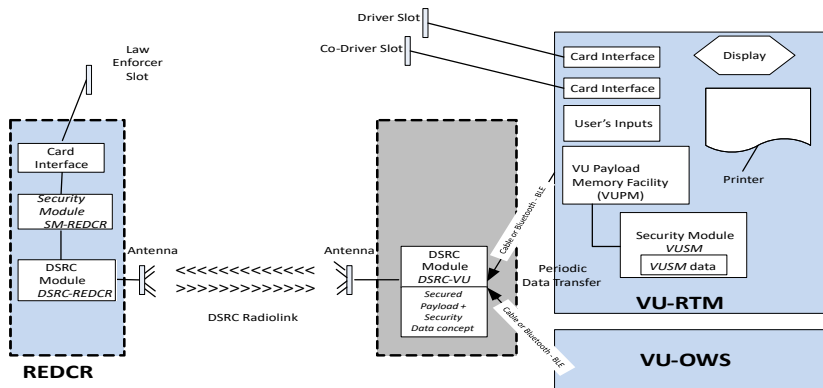 Driver Slot
Co-Driver Slot
Law
Enforcer
Slot
Card Interface
Display
Card Interface
User's Inputs
Card
Interface
VU Payload
Memory Facility
(VUPM)
Printer
Security
Module
SM-REDCR
Cable or Bluetooth - BLE
Security Module
VUSM
VUSM data
Antenna
Antenna
DSRC
Module
DSRC-REDCR
<<<<<<<<<<<<<<
>>>>>>>>>>>>>>
DSRC Radiolink
DSRC
Module
DSRC-VU
Secured
Payload +
Security
Data concept
Periodic
Data Transfer
VU-RTM
Cable or Bluetooth - BLE
REDCR
VU-OWS